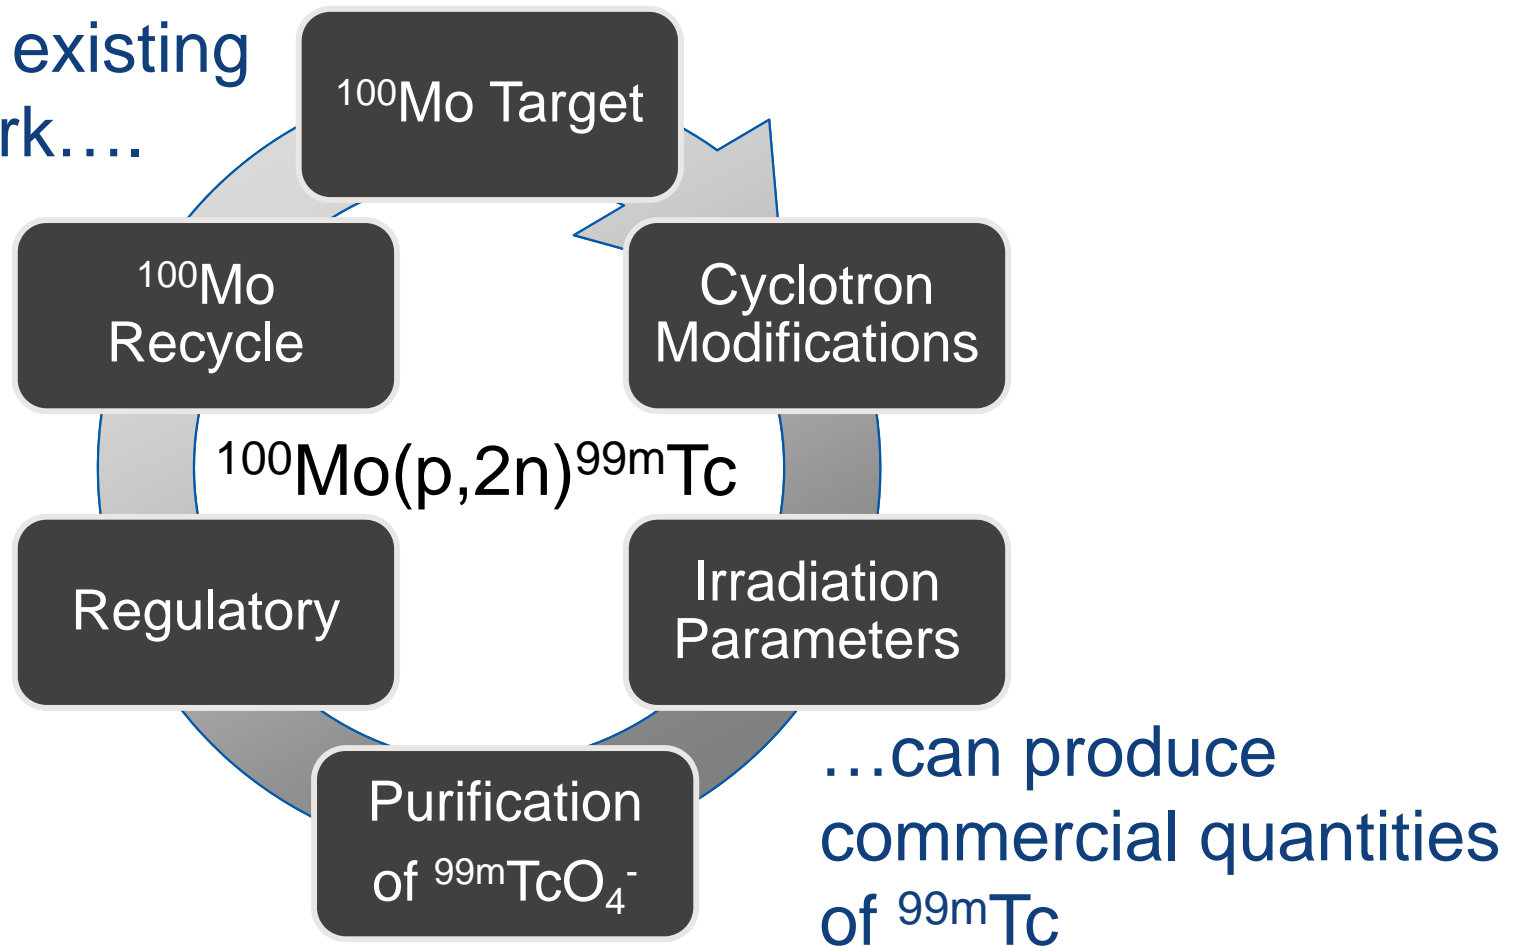 existing
rk….
¹⁰⁰Mo Target
Cyclotron
Modifications
Irradiation
Parameters
Purification
of ⁹⁹ᵐTcO₄⁻
Regulatory
¹⁰⁰Mo
Recycle
¹⁰⁰Mo(p,2n)⁹⁹ᵐTc
…can produce
commercial quantities
of ⁹⁹ᵐTc